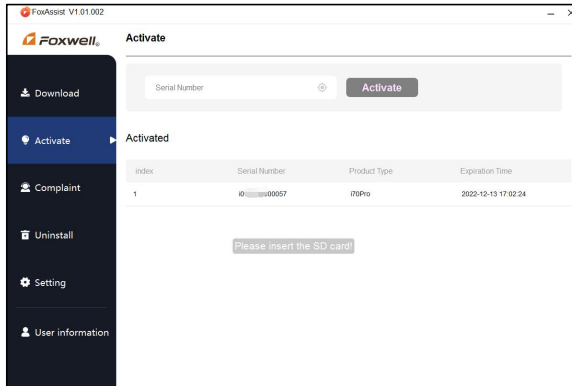 FoxAssist V1.01.002
FOXWELL®
Activate
Download
Serial Number
Activate
Activate
Activated
index
Serial Number
Product Type
Expiration Time
1
i70Pro
2022-12-13 17:02:24
Complaint
Uninstall
Please insert the SD card!
Setting
User information